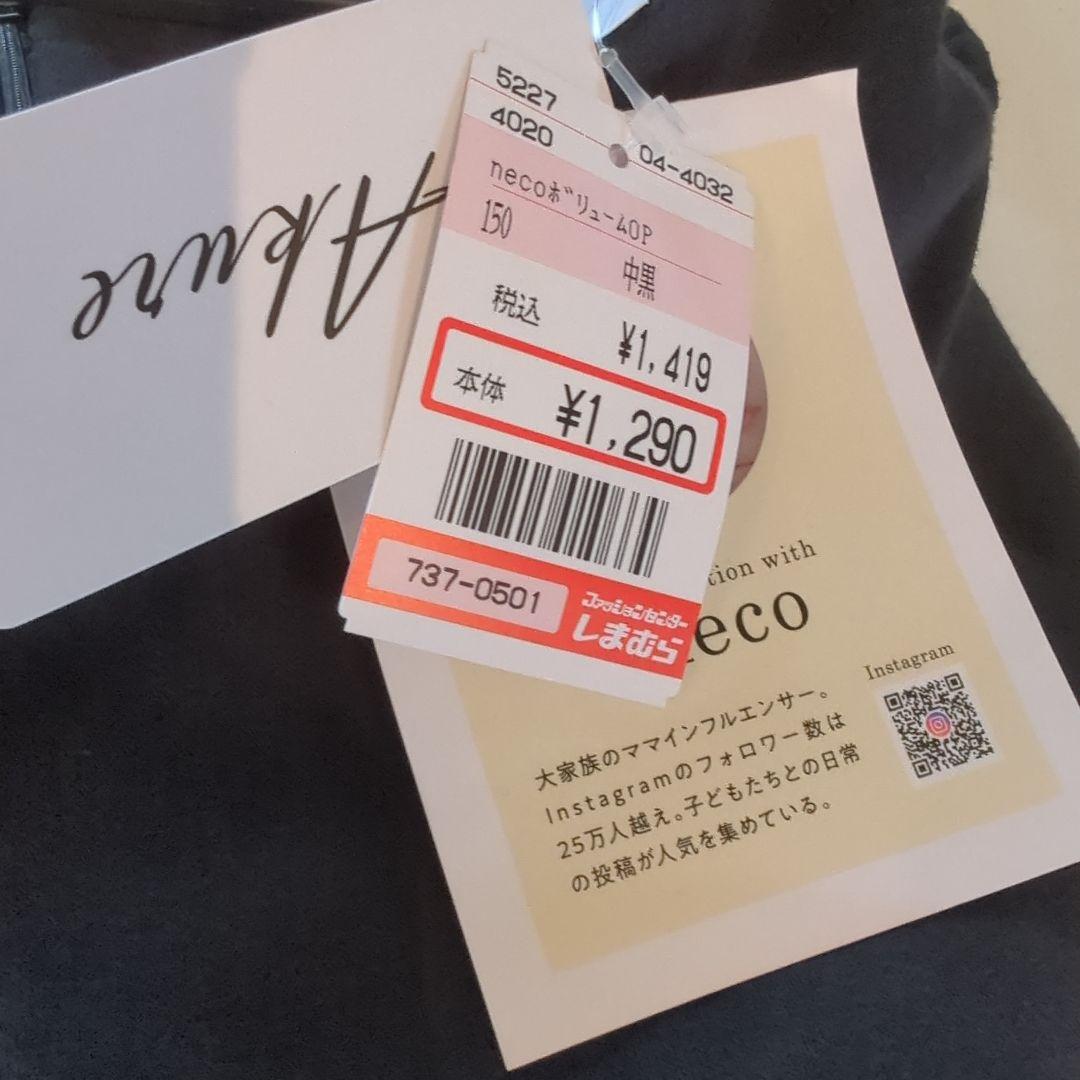 Akure
5227
4020
04-4032
necoボリュームOP
150
中黒
税込 ¥1,419
本体 ¥1,290
737-0501
ファッションセンター
しまむら
tion with
eco
Instagram
大家族のママインフルエンサー。
Instagramのフォロワー数は
25万人越え。子どもたちとの日常
の投稿が人気を集めている。